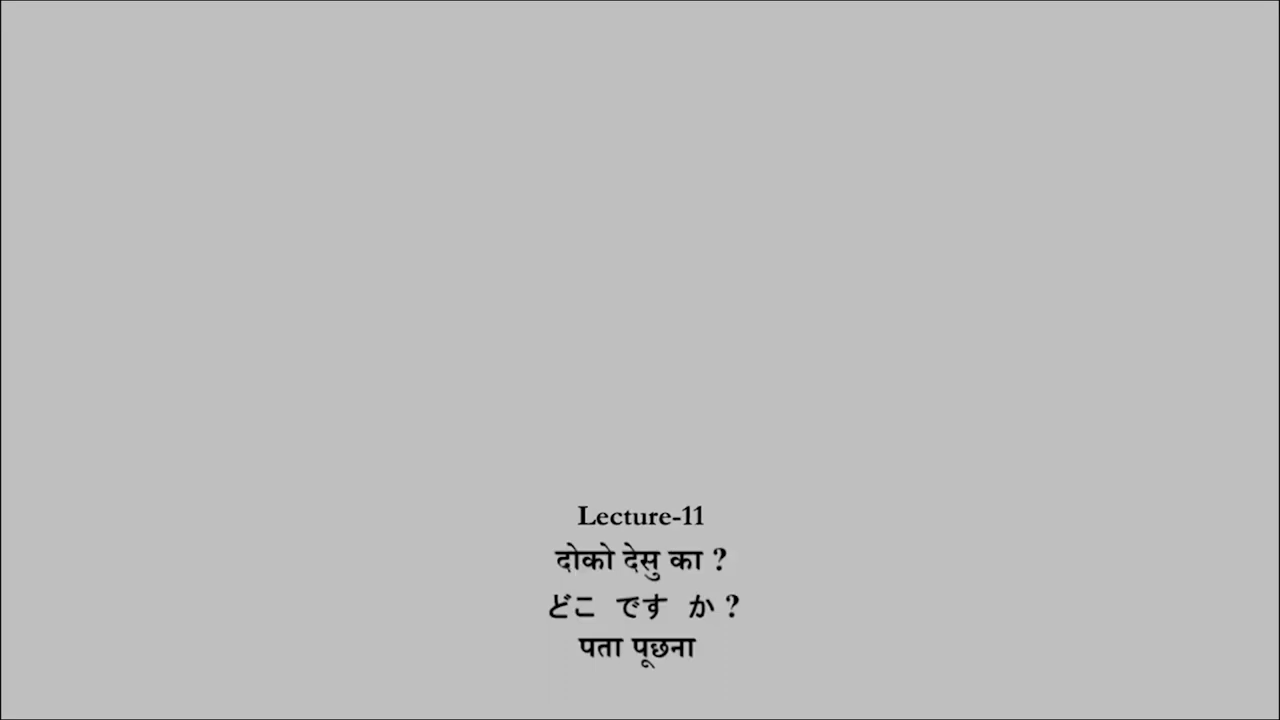 Lecture-11
दोको देसु का ?
どこ です か ?
पता पूछना